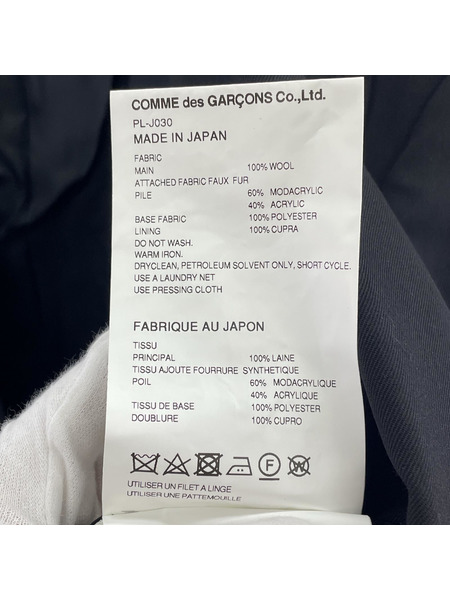 COMME des GARÇONS Co.,Ltd.
PL-J030
MADE IN JAPAN
FABRIC
MAIN 100% WOOL
ATTACHED FABRIC FAUX FUR
PILE 60% MODACRYLIC
40% ACRYLIC
BASE FABRIC 100% POLYESTER
LINING 100% CUPRA
DO NOT WASH.
WARM IRON.
DRYCLEAN, PETROLEUM SOLVENT ONLY, SHORT CYCLE.
USE A LAUNDRY NET
USE PRESSING CLOTH
FABRIQUE AU JAPON
TISSU
PRINCIPAL 100% LAINE
TISSU AJOUTE FOURRURE SYNTHETIQUE
POIL 60% MODACRYLIQUE
40% ACRYLIQUE
TISSU DE BASE 100% POLYESTER
DOUBLURE 100% CUPRO
F
UTILISER UN FILET A LINGE
UTILISER UNE PATTEMOUILLE